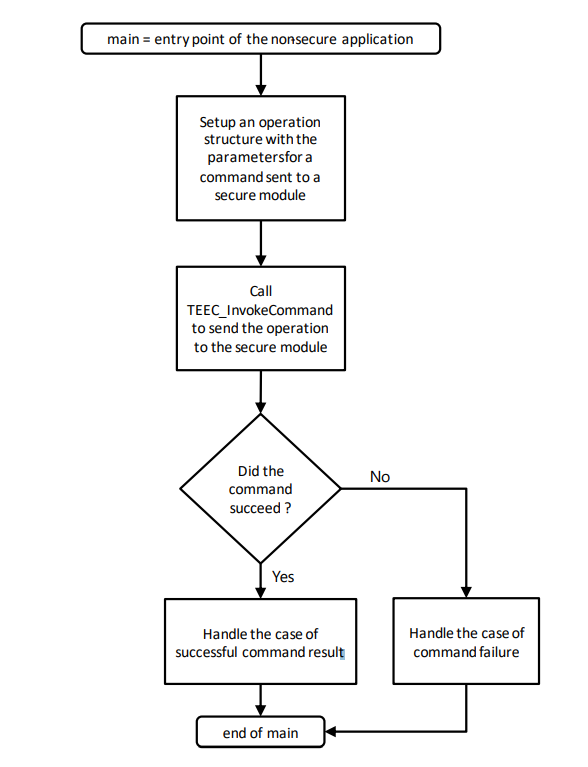 main = entry point of the nonsecure application
Setup an operation
structure with the
parametersfor a
command sent to a
secure module
Call
TEEC_InvokeCommand
to send the operation
to the secure module
Did the
command
succeed ?
No
Yes
Handle the case of
successful command result
Handle the case of
command failure
end of main